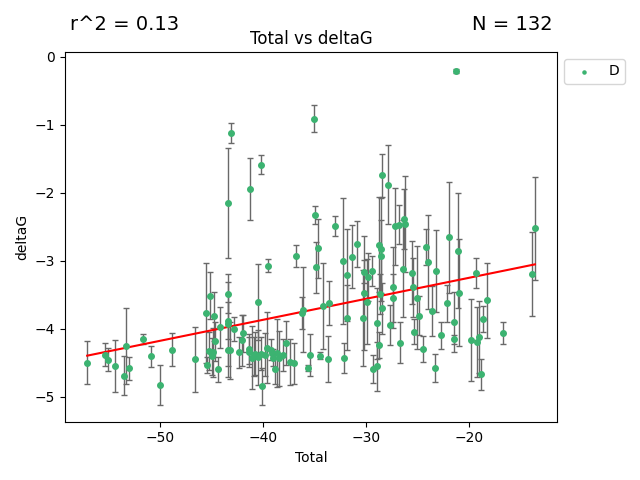 r^2 = 0.13
N = 132
Total vs deltaG
D
0
−1
−2
−3
−4
−5
deltaG
−50
−40
−30
−20
Total